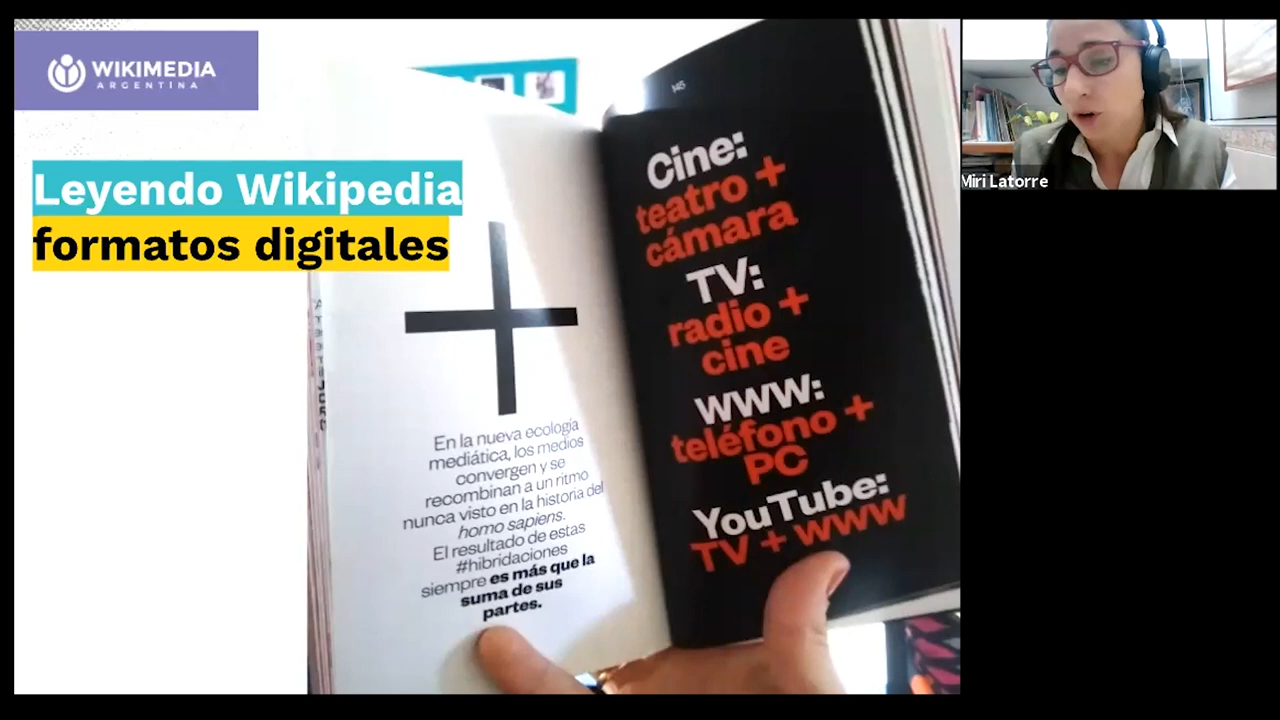 WIKIMEDIA
ARGENTINA
Leyendo Wikipedia
formatos digitales
En la nueva ecología
mediática, los medios
convergen y se
recombinan a un ritmo
nunca visto en la historia del
homo sapiens.
El resultado de estas
#hibridaciones
siempre es más que la
suma de sus
partes.
145
Cine:
teatro +
cámara
TV:
radio +
cine
WWW:
teléfono +
PC
YouTube:
TV + WWW
Miri Latorre